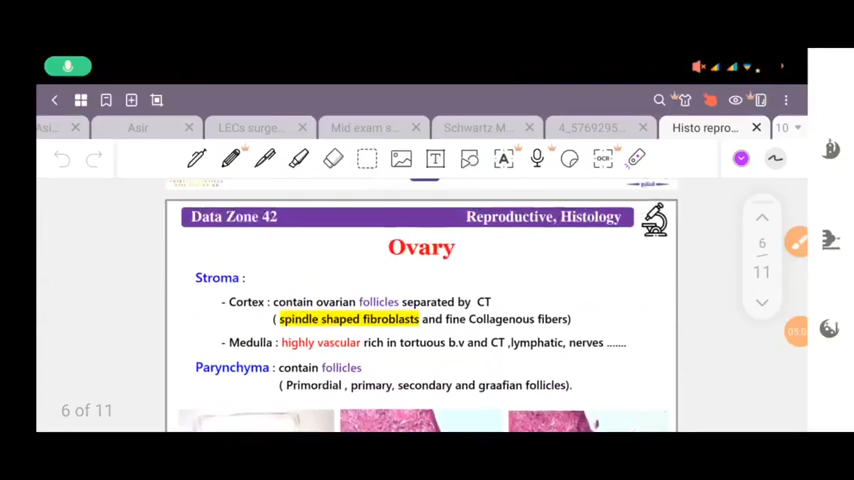 Asi...
Asir
LECs surge...
Mid exam s...
Schwartz M...
4_5769295...
Histo repro...
10
Data Zone 42
Reproductive, Histology
Ovary
Stroma :
- Cortex : contain ovarian follicles separated by CT
( spindle shaped fibroblasts and fine Collagenous fibers)
- Medulla : highly vascular rich in tortuous b.v and CT ,lymphatic, nerves .......
Parynchyma : contain follicles
( Primordial , primary, secondary and graafian follicles).
6
11
6 of 11